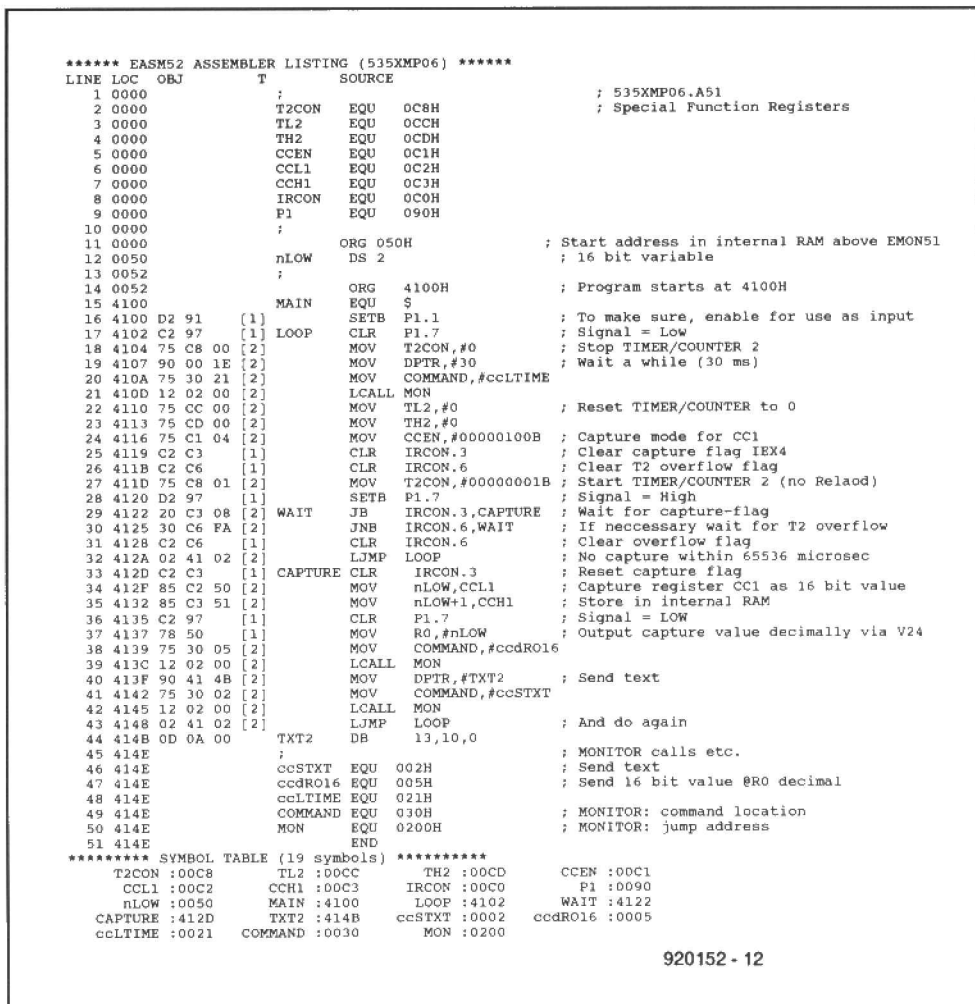 ****** EASM52 ASSEMBLER LISTING (535XMP06) ******
LINE LOC  OBJ          T         SOURCE
   1 0000                ;                                  ; 535XMP06.A51
   2 0000                T2CON    EQU   0C8H                ; Special Function Registers
   3 0000                TL2      EQU   0CCH
   4 0000                TH2      EQU   0CDH
   5 0000                CCEN     EQU   0C1H
   6 0000                CCL1     EQU   0C2H
   7 0000                CCH1     EQU   0C3H
   8 0000                IRCON    EQU   0C0H
   9 0000                P1       EQU   090H
  10 0000                ;
  11 0000                        ORG 050H            ; Start address in internal RAM above EMON51
  12 0050                nLOW     DS 2                ; 16 bit variable
  13 0052                ;
  14 0052                         ORG   4100H         ; Program starts at 4100H
  15 4100                MAIN     EQU   $
  16 4100 D2 91     [1]           SETB  P1.1          ; To make sure, enable for use as input
  17 4102 C2 97     [1]  LOOP     CLR   P1.7          ; Signal = Low
  18 4104 75 C8 00  [2]           MOV   T2CON,#0      ; Stop TIMER/COUNTER 2
  19 4107 90 00 1E  [2]           MOV   DPTR,#30      ; Wait a while (30 ms)
  20 410A 75 30 21  [2]           MOV   COMMAND,#ccLTIME
  21 410D 12 02 00  [2]           LCALL MON
  22 4110 75 CC 00  [2]           MOV   TL2,#0        ; Reset TIMER/COUNTER to 0
  23 4113 75 CD 00  [2]           MOV   TH2,#0
  24 4116 75 C1 04  [2]           MOV   CCEN,#00000100B  ; Capture mode for CC1
  25 4119 C2 C3     [1]           CLR   IRCON.3       ; Clear capture flag IEX4
  26 411B C2 C6     [1]           CLR   IRCON.6       ; Clear T2 overflow flag
  27 411D 75 C8 01  [2]           MOV   T2CON,#00000001B ; Start TIMER/COUNTER 2 (no Relaod)
  28 4120 D2 97     [1]           SETB  P1.7          ; Signal = High
  29 4122 20 C3 08  [2]  WAIT     JB    IRCON.3,CAPTURE  ; Wait for capture-flag
  30 4125 30 C6 FA  [2]           JNB   IRCON.6,WAIT  ; If neccessary wait for T2 overflow
  31 4128 C2 C6     [1]           CLR   IRCON.6       ; Clear overflow flag
  32 412A 02 41 02  [2]           LJMP  LOOP          ; No capture within 65536 microsec
  33 412D C2 C3     [1]  CAPTURE  CLR   IRCON.3       ; Reset capture flag
  34 412F 85 C2 50  [2]           MOV   nLOW,CCL1     ; Capture register CC1 as 16 bit value
  35 4132 85 C3 51  [2]           MOV   nLOW+1,CCH1   ; Store in internal RAM
  36 4135 C2 97     [1]           CLR   P1.7          ; Signal = LOW
  37 4137 78 50     [1]           MOV   R0,#nLOW      ; Output capture value decimally via V24
  38 4139 75 30 05  [2]           MOV   COMMAND,#ccdRO16
  39 413C 12 02 00  [2]           LCALL MON
  40 413F 90 41 4B  [2]           MOV   DPTR,#TXT2    ; Send text
  41 4142 75 30 02  [2]           MOV   COMMAND,#ccSTXT
  42 4145 12 02 00  [2]           LCALL MON
  43 4148 02 41 02  [2]           LJMP  LOOP          ; And do again
  44 414B 0D 0A 00       TXT2     DB    13,10,0
  45 414E                ;                            ; MONITOR calls etc.
  46 414E                ccSTXT   EQU   002H          ; Send text
  47 414E                ccdRO16  EQU   005H          ; Send 16 bit value @R0 decimal
  48 414E                ccLTIME  EQU   021H
  49 414E                COMMAND  EQU   030H          ; MONITOR: command location
  50 414E                MON      EQU   0200H         ; MONITOR: jump address
  51 414E                         END
********* SYMBOL TABLE (19 symbols) **********
T2CON :00C8 TL2 :00CC TH2 :00CD CCEN :00C1
CCL1 :00C2 CCH1 :00C3 IRCON :00C0 P1 :0090
nLOW :0050 MAIN :4100 LOOP :4102 WAIT :4122
CAPTURE :412D TXT2 :414B ccSTXT :0002 ccdRO16 :0005
ccLTIME :0021 COMMAND :0030 MON :0200
920152 - 12